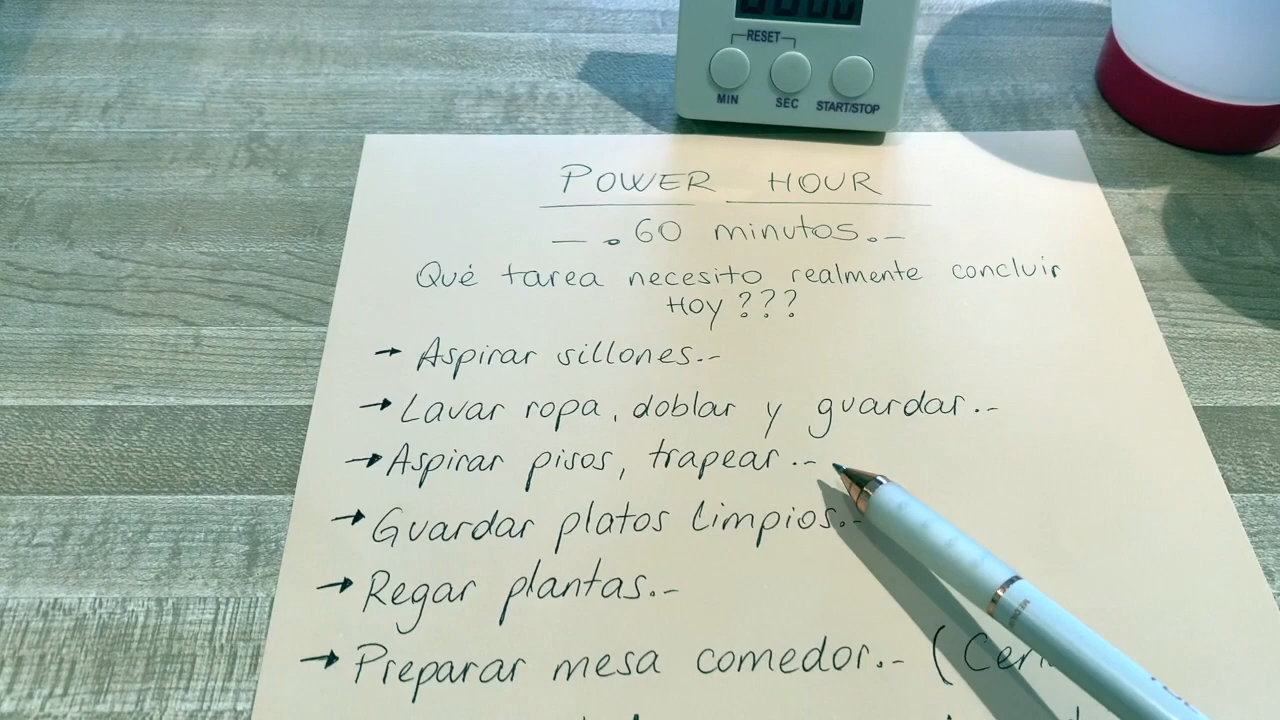 RESET
MIN SEC START/STOP
POWER HOUR
60 minutos.-
Qué tarea necesito realmente concluir
Hoy ???
→ Aspirar sillones.-
→ Lavar ropa, doblar y guardar.-
→ Aspirar pisos, trapear.-
→ Guardar platos limpios.-
→ Regar plantas.-
→ Preparar mesa comedor.- (